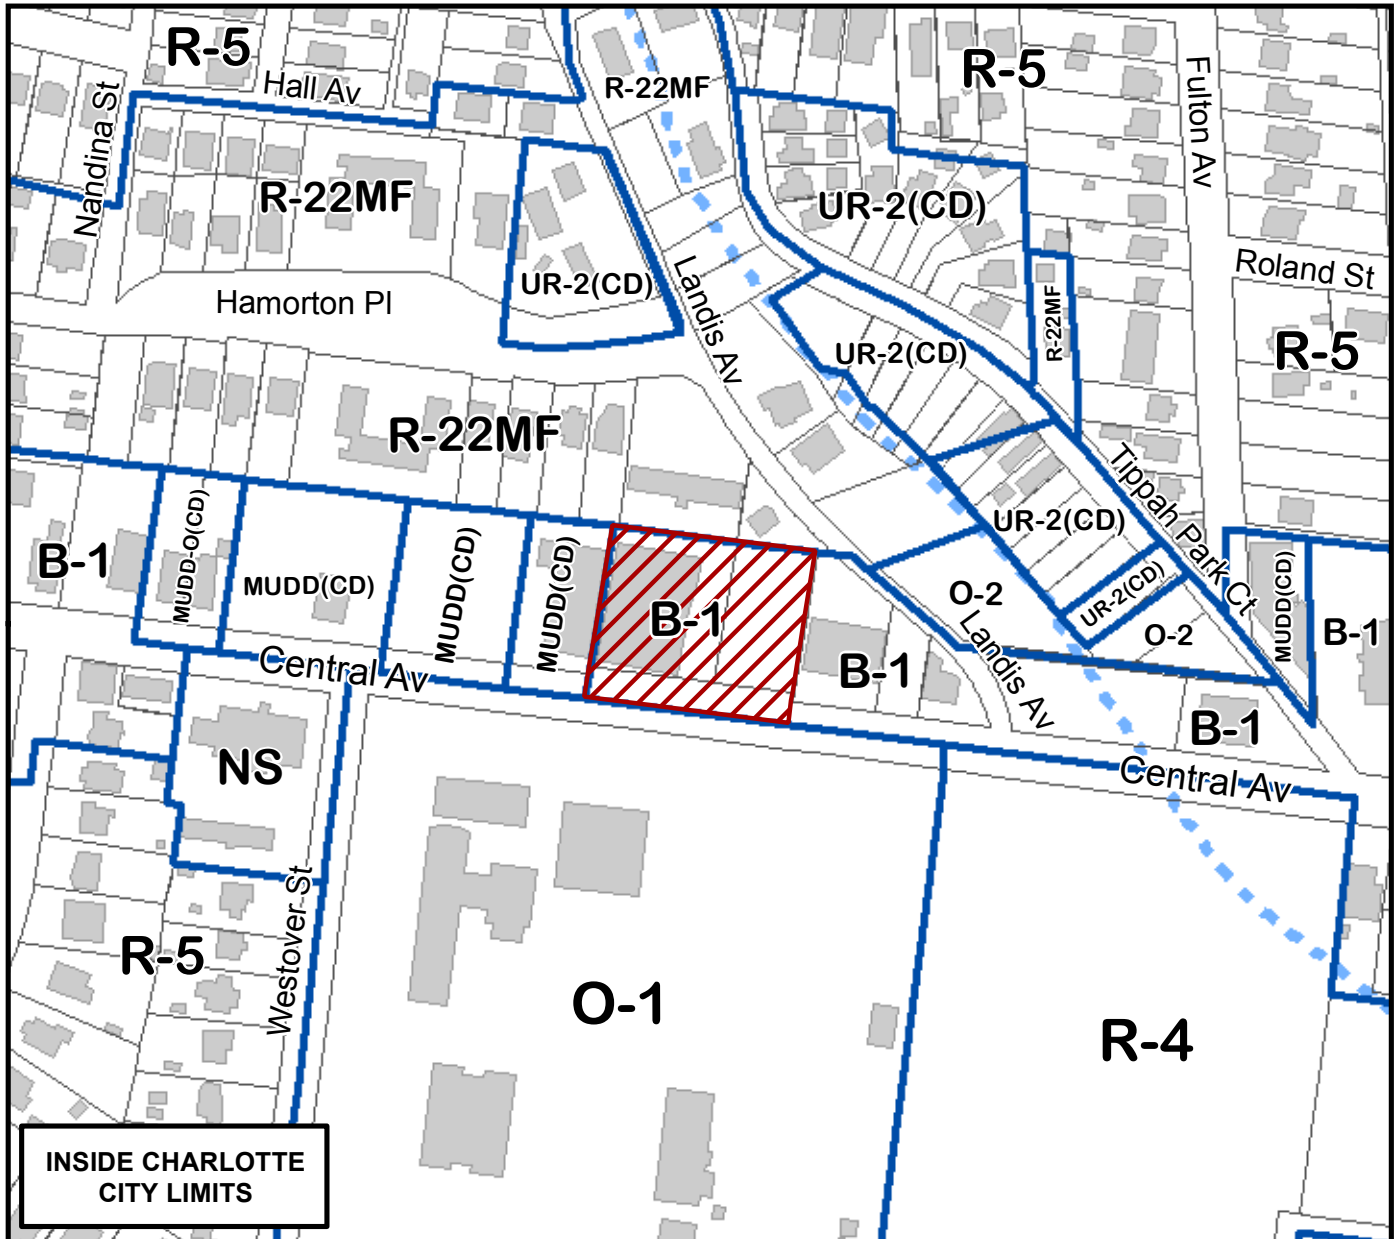 R-5
Hall Av
Nandina St
R-22MF
R-5
Fulton Av
R-22MF
UR-2(CD)
UR-2(CD)
Hamorton Pl
Landis Av
Roland St
R-22MF
UR-2(CD)
R-5
R-22MF
Tippah Park Ct
UR-2(CD)
B-1
MUDD-O(CD)
MUDD(CD)
MUDD(CD)
MUDD(CD)
B-1
O-2
UR-2(CD)
O-2
MUDD(CD)
B-1
B-1
Landis Av
Central Av
B-1
NS
Central Av
Westover St
R-5
O-1
R-4
INSIDE CHARLOTTE
CITY LIMITS